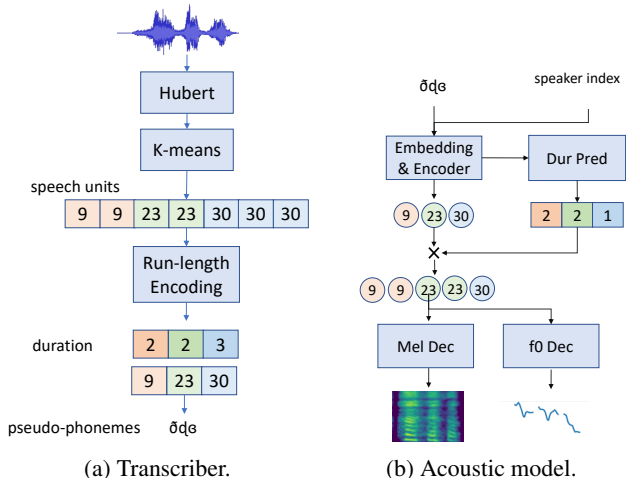 Hubert
K-means
speech units
9 9 23 23 30 30 30
Run-length
Encoding
duration
2 2 3
9 23 30
pseudo-phonemes ðɖɞ
(a) Transcriber.
ðɖɞ
speaker index
Embedding
& Encoder
Dur Pred
9 23 30
2 2 1
×
9 9 23 23 30
Mel Dec
f0 Dec
(b) Acoustic model.